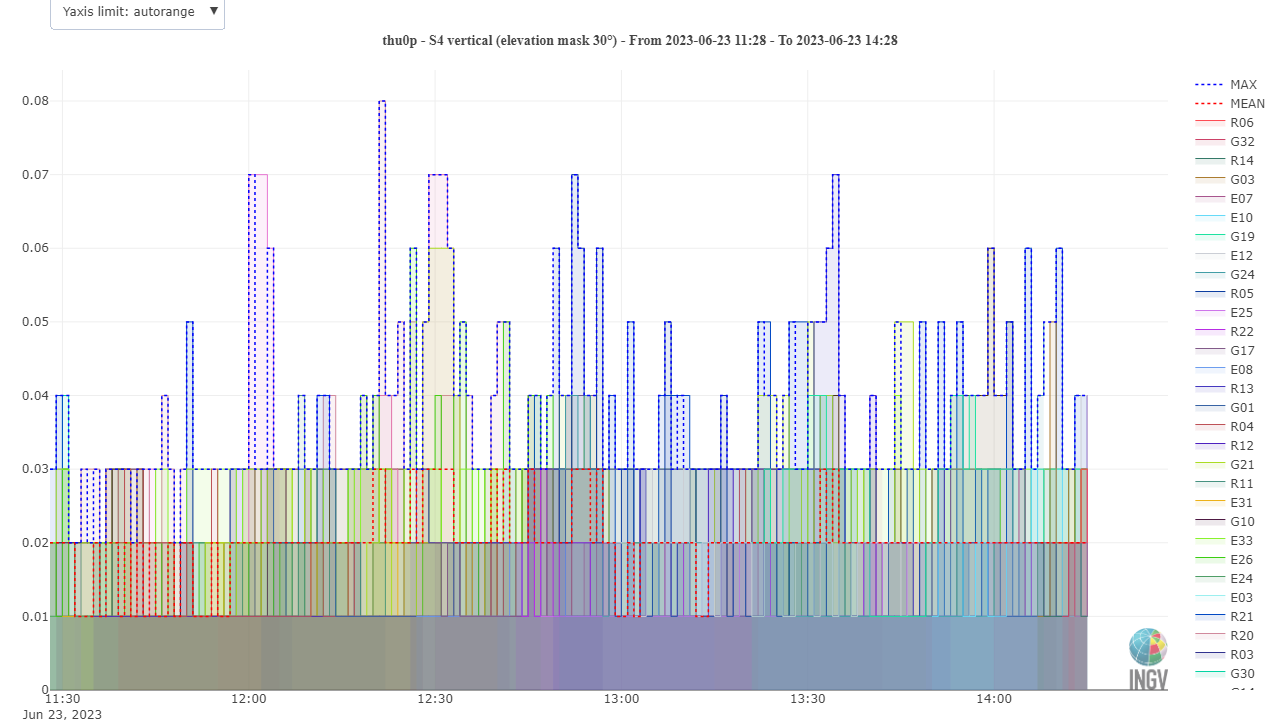 Yaxis limit: autorange ▼
thu0p - S4 vertical (elevation mask 30°) - From 2023-06-23 11:28 - To 2023-06-23 14:28
0.08
0.07
0.06
0.05
0.04
0.03
0.02
0.01
0
11:30 12:00 12:30 13:00 13:30 14:00
Jun 23, 2023
MAX
MEAN
R06
G32
R14
G03
E07
E10
G19
E12
G24
R05
E25
R22
G17
E08
R13
G01
R04
R12
G21
R11
E31
G10
E33
E26
E24
E03
R21
R20
R03
G30
INGV